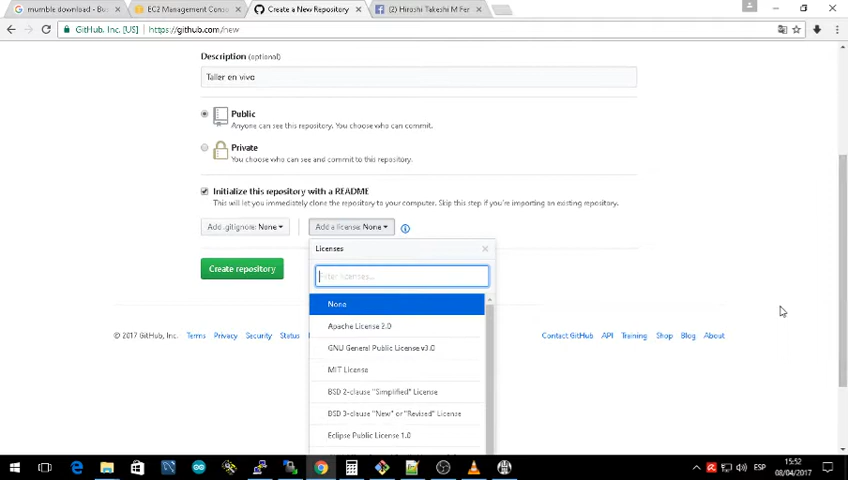 mumble download - B
EC2 Management Conso
Create a New Repository
(2) Hiroshi Takeshi M Fer
GitHub, Inc. [US]
https://github.com/new
Description (optional)
Taller en vivo
Public
Anyone can see this repository. You choose who can commit.
Private
You choose who can see and commit to this repository.
Initialize this repository with a README
This will let you immediately clone the repository to your computer. Skip this step if you're importing an existing repository.
Add .gitignore: None
Add a license: None
Licenses
Filter licenses...
Create repository
None
Apache License 2.0
GNU General Public License v3.0
MIT License
BSD 2-clause "Simplified" License
BSD 3-clause "New" or "Revised" License
Eclipse Public License 1.0
© 2017 GitHub, Inc.
Terms
Privacy
Security
Status
Contact GitHub
API
Training
Shop
Blog
About
ESP
15:52
08/04/2017